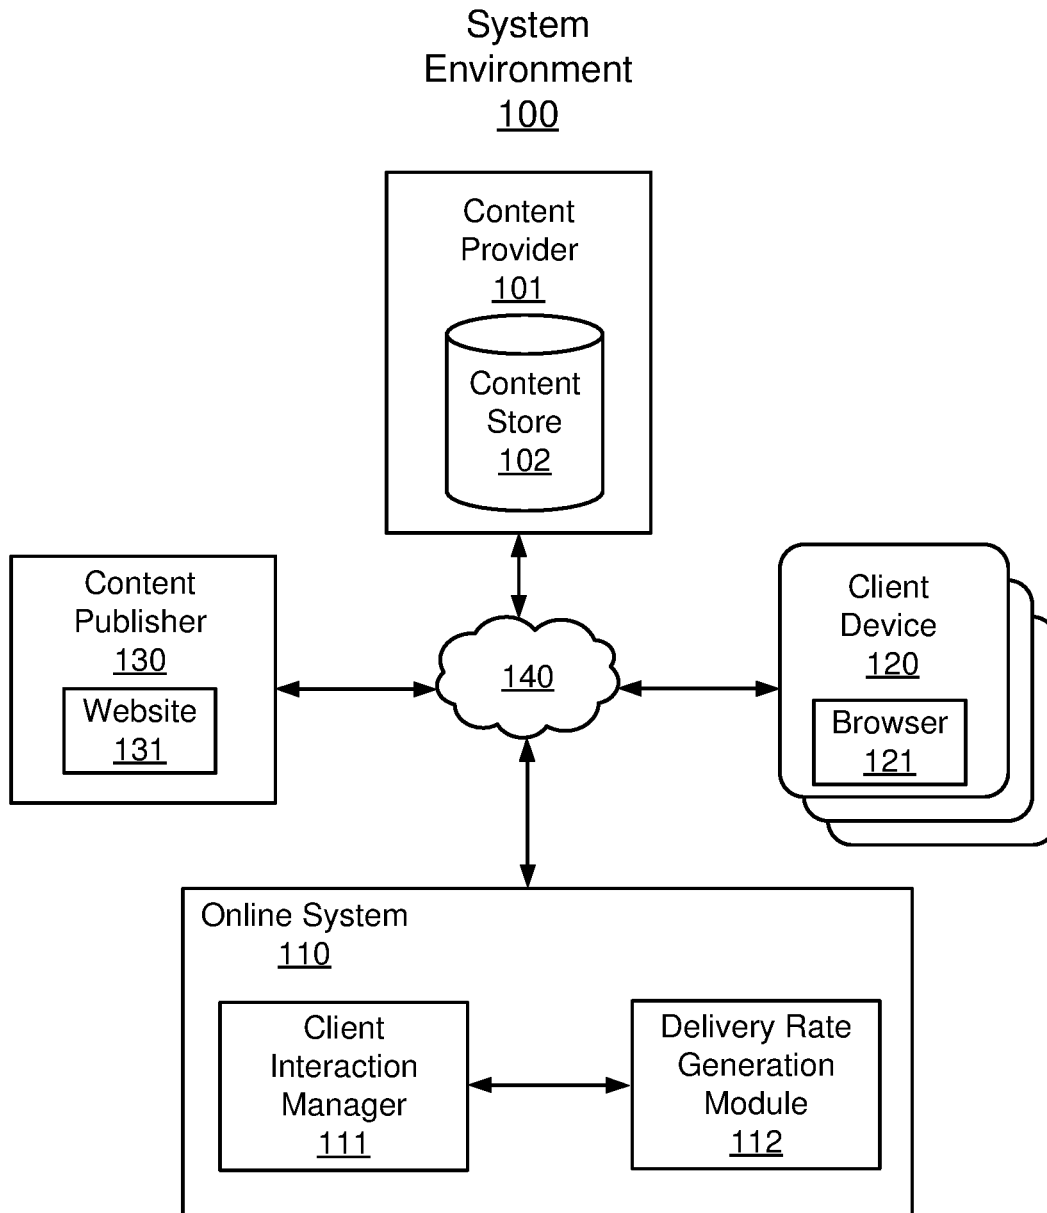 System
Environment
100
Content
Provider
101
Content
Store
102
Content
Publisher
130
Website
131
140
Client
Device
120
Browser
121
Online System
110
Client
Interaction
Manager
111
Delivery Rate
Generation
Module
112